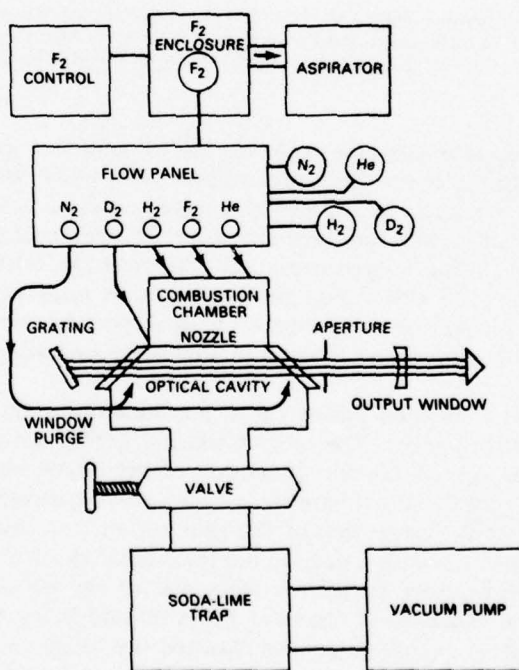 F2
CONTROL
F2
ENCLOSURE
F2
ASPIRATOR
FLOW PANEL
N2
He
N2 D2 H2 F2 He
H2
D2
COMBUSTION
CHAMBER
NOZZLE
GRATING
APERTURE
OPTICAL CAVITY
OUTPUT WINDOW
WINDOW
PURGE
VALVE
SODA-LIME
TRAP
VACUUM PUMP